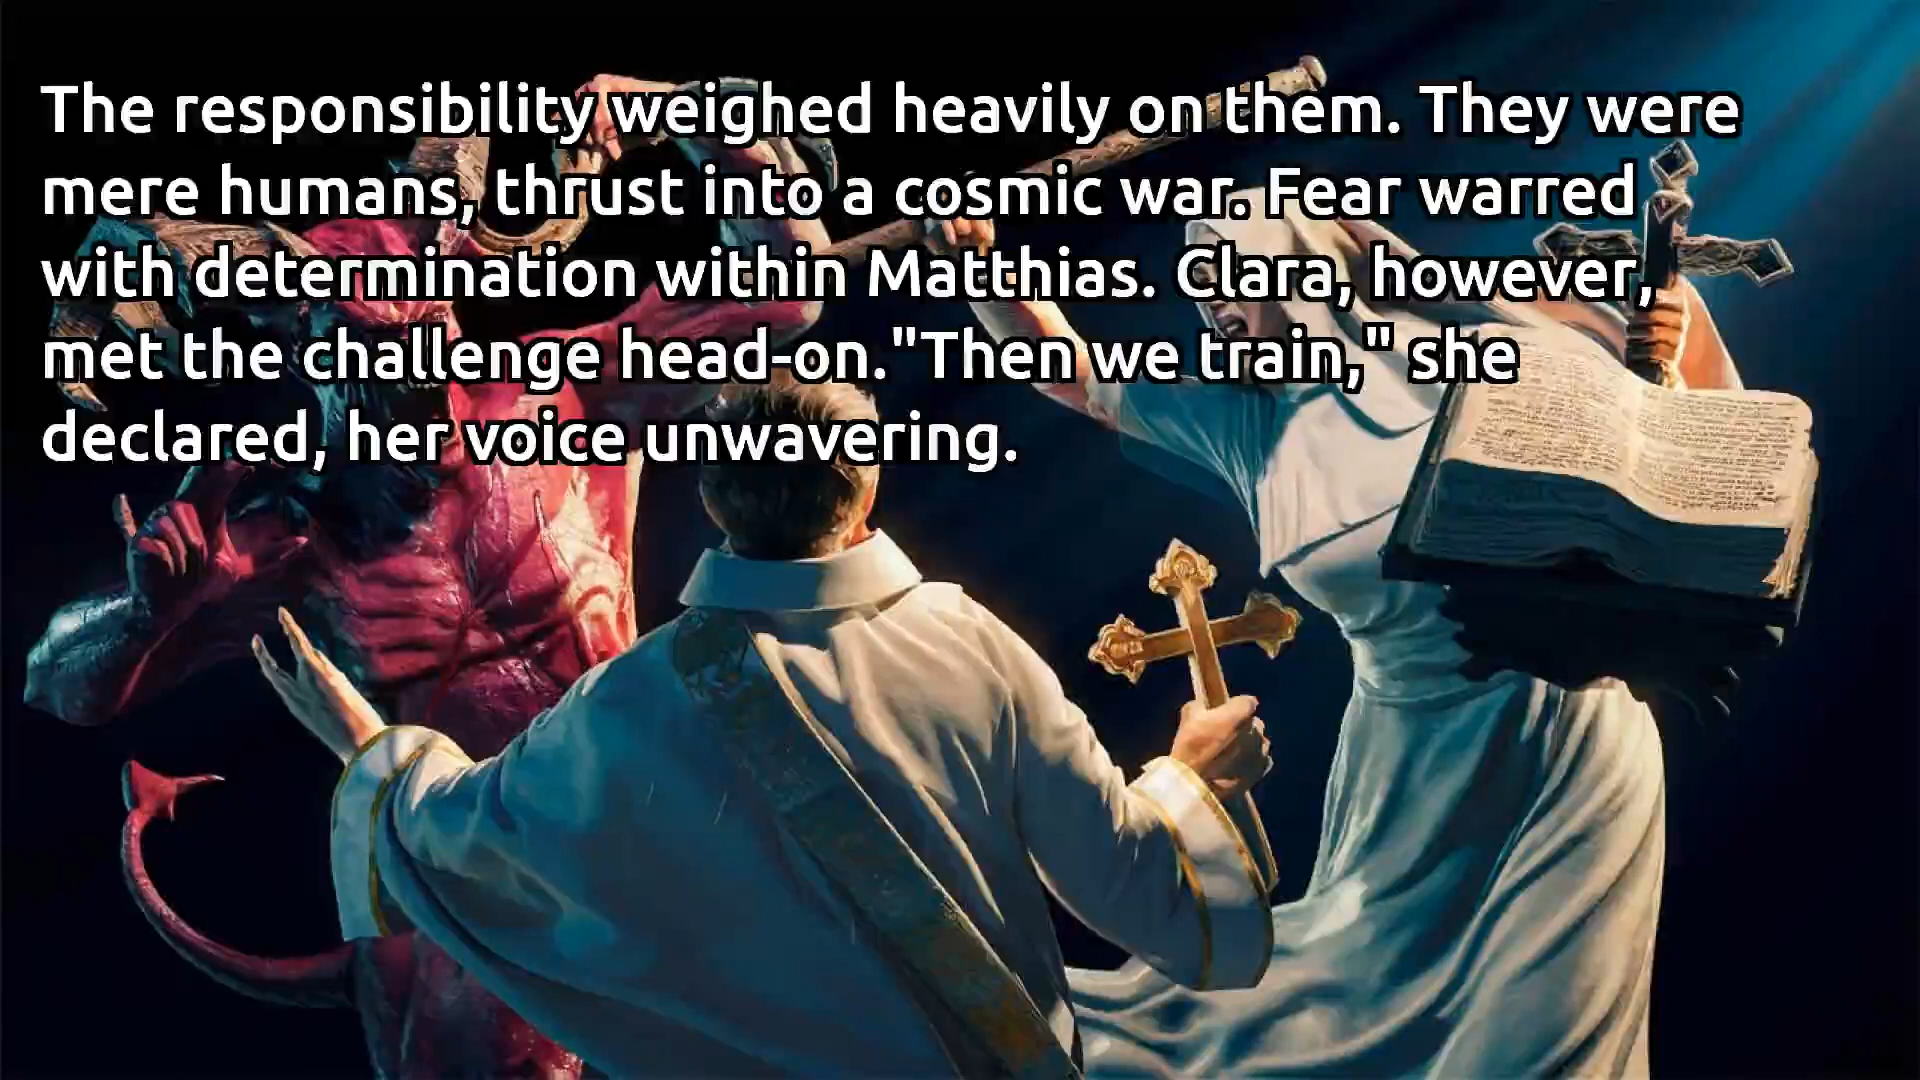 The responsibility weighed heavily on them. They were
mere humans, thrust into a cosmic war. Fear warred
with determination within Matthias. Clara, however,
met the challenge head-on."Then we train," she
declared, her voice unwavering.